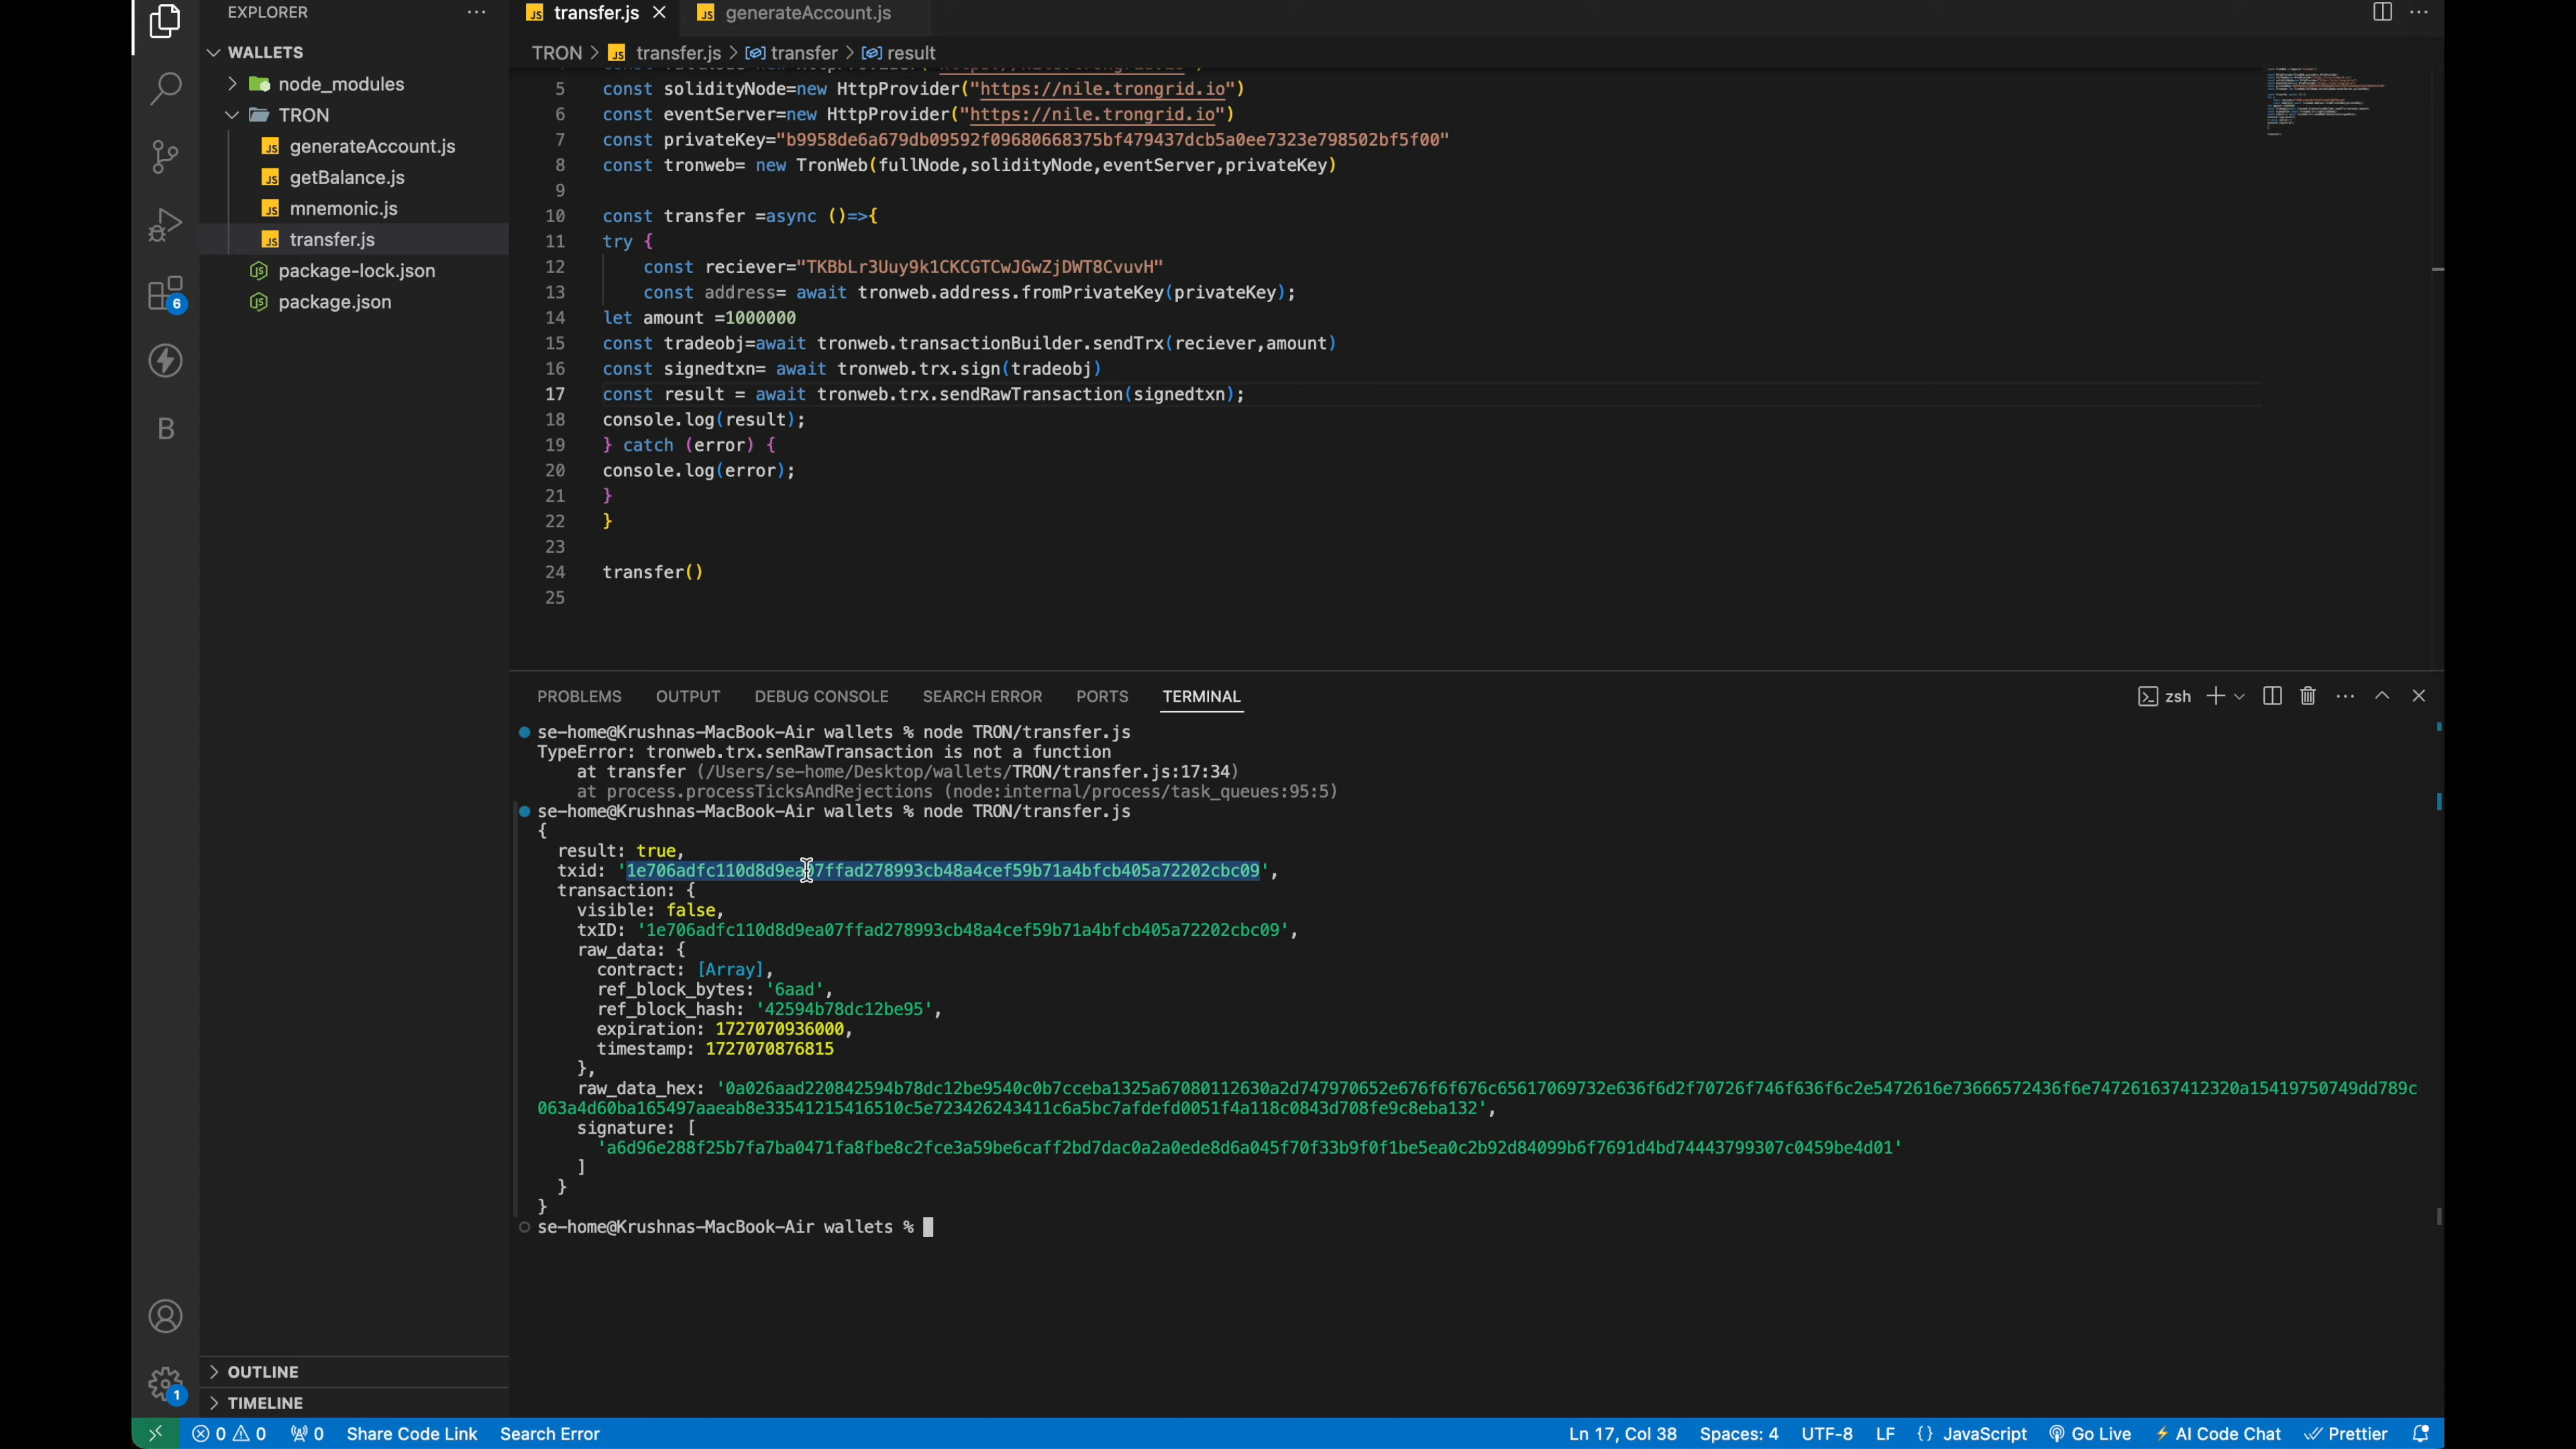 EXPLORER
transfer.js
generateAccount.js
WALLETS
TRON > transfer.js > transfer > result
node_modules
TRON
generateAccount.js
getBalance.js
mnemonic.js
transfer.js
package-lock.json
package.json
6
B
5 const solidityNode=new HttpProvider("https://nile.trongrid.io")
6 const eventServer=new HttpProvider("https://nile.trongrid.io")
7 const privateKey="b9958de6a679db09592f09680668375bf479437dcb5a0ee7323e798502bf5f00"
8 const tronweb= new TronWeb(fullNode,solidityNode,eventServer,privateKey)
9
10 const transfer =async ()=>{
11 try {
12 const reciever="TKBbLr3Uuy9k1CKCGTCwJGwZjDWT8CvuvH"
13 const address= await tronweb.address.fromPrivateKey(privateKey);
14 let amount =1000000
15 const tradeobj=await tronweb.transactionBuilder.sendTrx(reciever,amount)
16 const signedtxn= await tronweb.trx.sign(tradeobj)
17 const result = await tronweb.trx.sendRawTransaction(signedtxn);
18 console.log(result);
19 } catch (error) {
20 console.log(error);
21 }
22 }
23
24 transfer()
25
PROBLEMS OUTPUT DEBUG CONSOLE SEARCH ERROR PORTS TERMINAL
zsh
se-home@Krushnas-MacBook-Air wallets % node TRON/transfer.js
TypeError: tronweb.trx.senRawTransaction is not a function
at transfer (/Users/se-home/Desktop/wallets/TRON/transfer.js:17:34)
at process.processTicksAndRejections (node:internal/process/task_queues:95:5)
se-home@Krushnas-MacBook-Air wallets % node TRON/transfer.js
{
result: true,
txid: '1e706adfc110d8d9ea07ffad278993cb48a4cef59b71a4bfcb405a72202cbc09',
transaction: {
visible: false,
txID: '1e706adfc110d8d9ea07ffad278993cb48a4cef59b71a4bfcb405a72202cbc09',
raw_data: {
contract: [Array],
ref_block_bytes: '6aad',
ref_block_hash: '42594b78dc12be95',
expiration: 1727070936000,
timestamp: 1727070876815
},
raw_data_hex: '0a026aad220842594b78dc12be9540c0b7cceba1325a67080112630a2d747970652e676f6f676c65617069732e636f6d2f70726f746f636f6c2e5472616e73666572436f6e747261637412320a15419750749dd789c
063a4d60ba165497aaeab8e33541215416510c5e723426243411c6a5bc7afdefd0051f4a118c0843d708fe9c8eba132',
signature: [
'a6d96e288f25b7fa7ba0471fa8fbe8c2fce3a59be6caff2bd7dac0a2a0ede8d6a045f70f33b9f0f1be5ea0c2b92d84099b6f7691d4bd74443799307c0459be4d01'
]
}
}
se-home@Krushnas-MacBook-Air wallets %
OUTLINE
1
TIMELINE
0 0 0 Share Code Link Search Error Ln 17, Col 38 Spaces: 4 UTF-8 LF {} JavaScript Go Live AI Code Chat Prettier